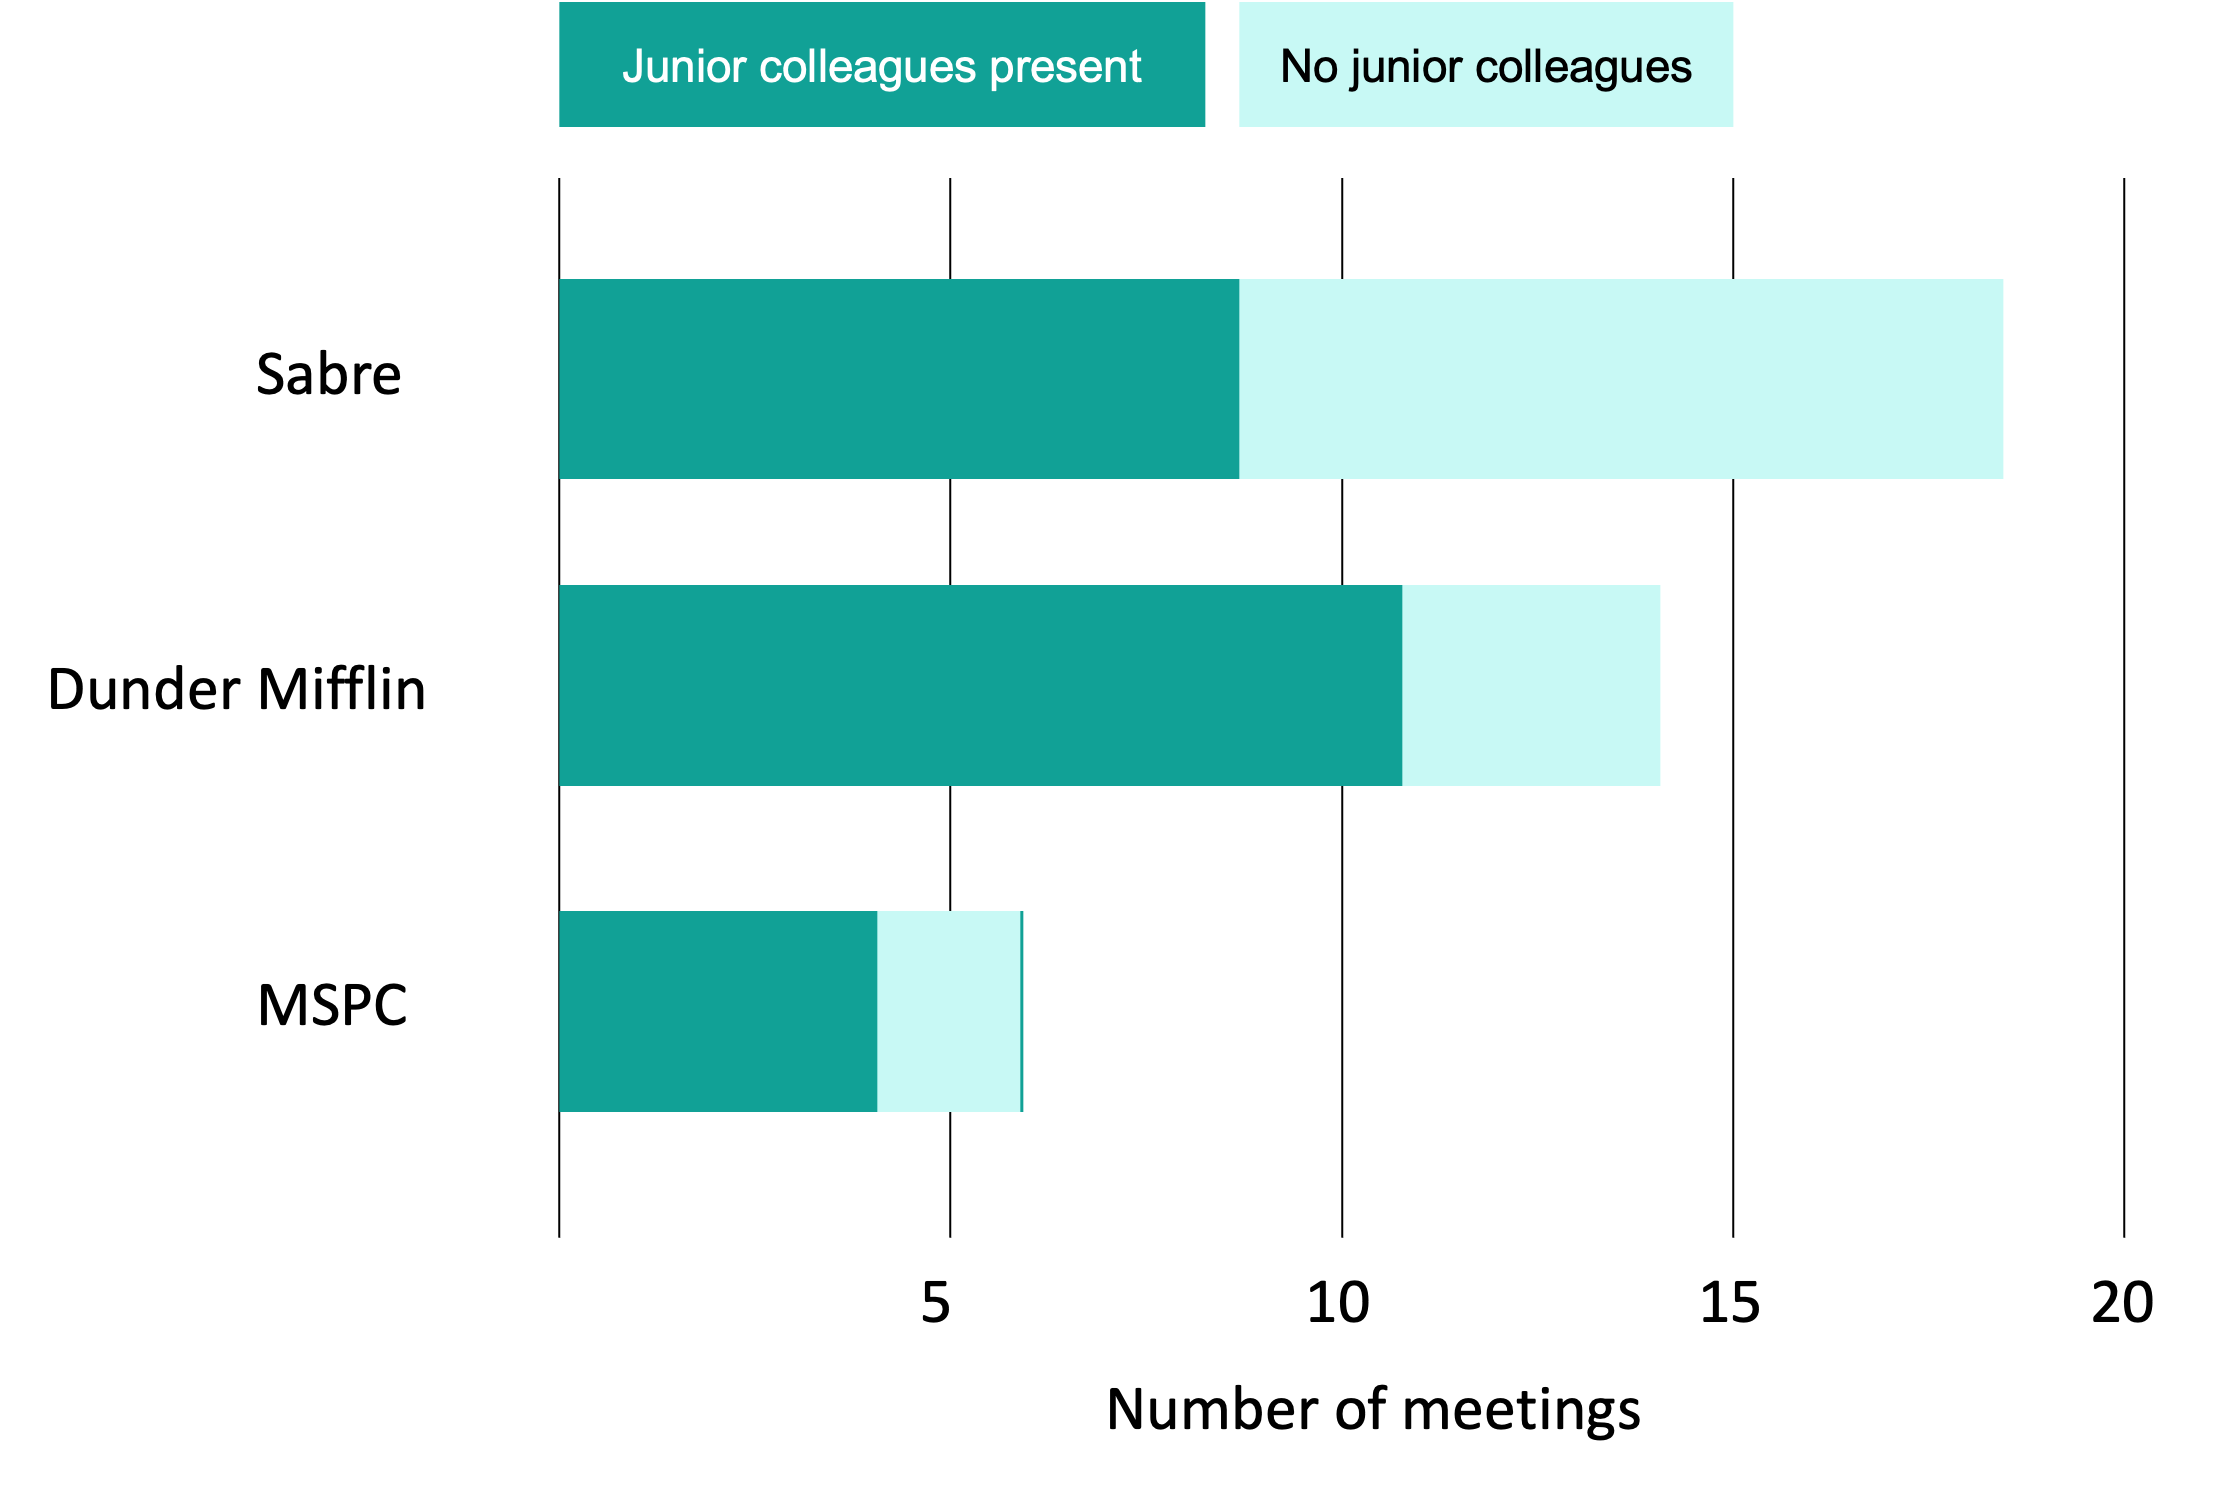 Junior colleagues present
No junior colleagues
Sabre
Dunder Mifflin
MSPC
5 10 15 20
Number of meetings